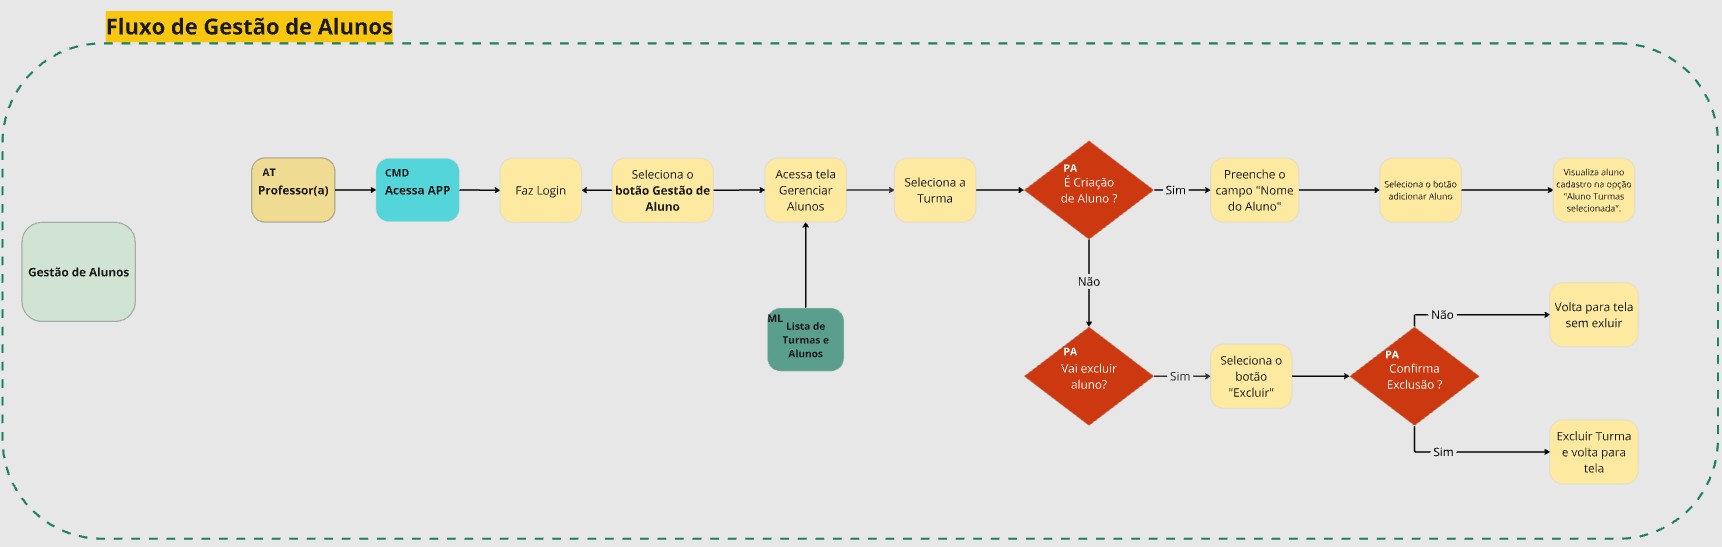 Fluxo de Gestão de Alunos
Gestão de Alunos
AT
Professor(a)
CMD
Acessa APP
Faz Login
Seleciona o
botão Gestão de
Aluno
Acessa tela
Gerenciar
Alunos
ML
Lista de
Turmas e
Alunos
Seleciona a
Turma
PA
É Criação
de Aluno ?
Sim
Preenche o
campo "Nome
do Aluno"
Seleciona o botão
adicionar Aluno
Visualiza aluno
cadastro na opção
"Aluno Turmas
selecionada".
Não
PA
Vai excluir
aluno?
Sim
Seleciona o
botão
"Excluir"
PA
Confirma
Exclusão ?
Não
Volta para tela
sem exluir
Sim
Excluir Turma
e volta para
tela